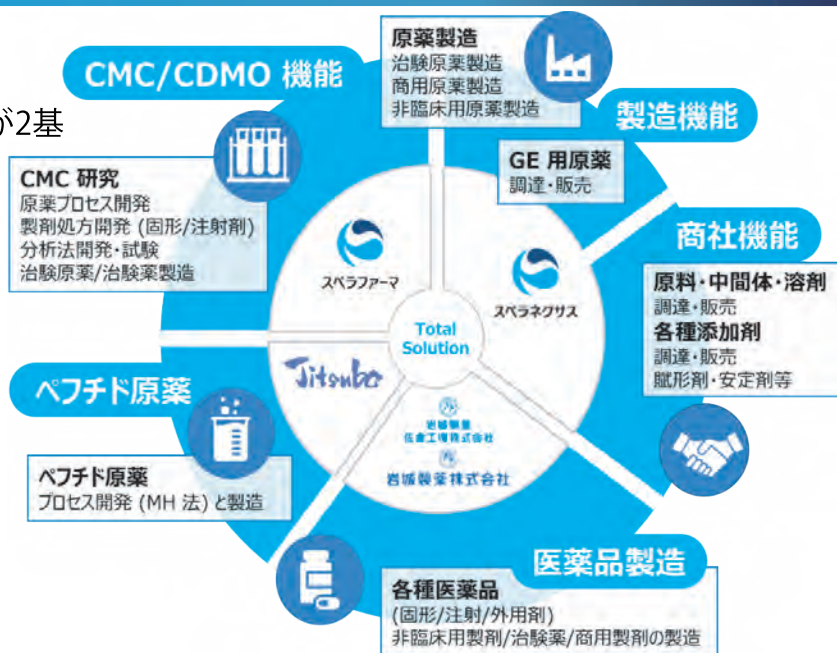 CMC/CDMO 機能
が2基
CMC 研究
原薬プロセス開発
製剤処方開発 (固形/注射剤)
分析法開発・試験
治験原薬/治験薬製造
原薬製造
治験原薬製造
商用原薬製造
非臨床用原薬製造
製造機能
GE 用原薬
調達・販売
商社機能
原料・中間体・溶剤
調達・販売
各種添加剤
調達・販売
賦形剤・安定剤等
スペラファーマ
スペラネクサス
Total
Solution
Jitsubo
岩城製薬
佐倉工場株式会社
岩城製薬株式会社
ペプチド原薬
ペプチド原薬
プロセス開発 (MH 法) と製造
医薬品製造
各種医薬品
(固形/注射/外用剤)
非臨床用製剤/治験薬/商用製剤の製造